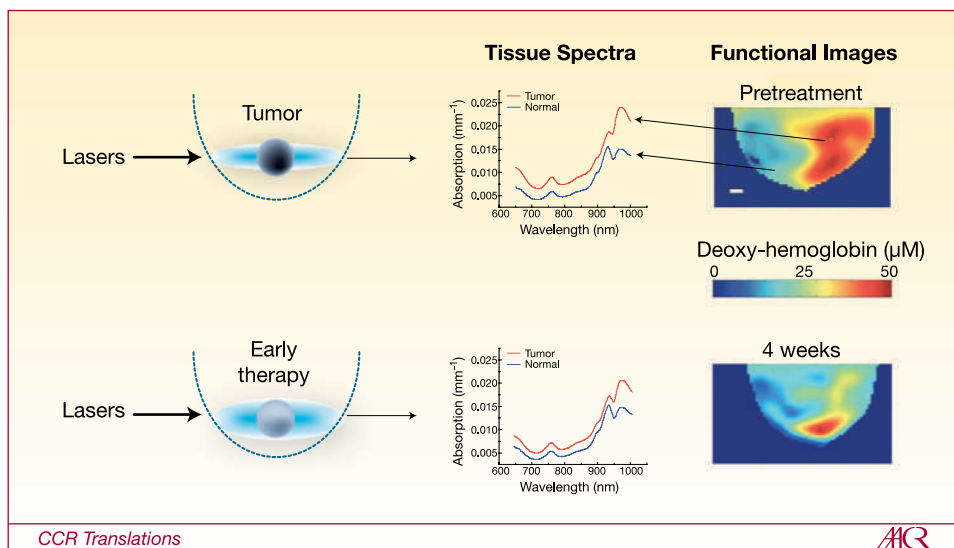 Tissue Spectra
Functional Images
Tumor
Lasers
Tumor
Normal
0.025
0.020
0.015
0.010
0.005
Absorption (mm⁻¹)
600 700 800 900 1000
Wavelength (nm)
Pretreatment
Deoxy-hemoglobin (µM)
0 25 50
Early
therapy
Lasers
Tumor
Normal
0.025
0.020
0.015
0.010
0.005
Absorption (mm⁻¹)
600 700 800 900 1000
Wavelength (nm)
4 weeks
CCR Translations
AACR